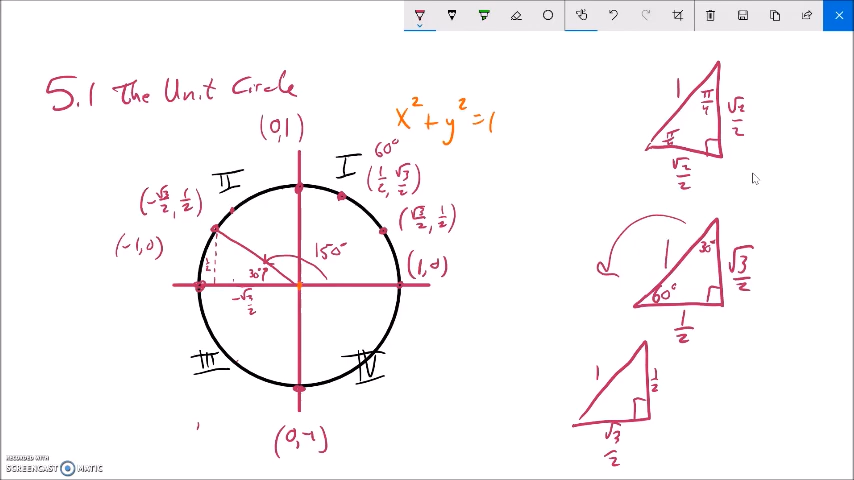 5.1 The Unit Circle
x² + y² = 1
(0,1)
I
60°
(1/2, √3/2)
II
(-√3/2, 1/2)
(√3/2, 1/2)
(-1,0)
150°
(1,0)
1/2
30°
-√3/2
III
IV
(0,-1)
1
π/4
√2/2
π/4
√2/2
1
30°
√3/2
60°
1/2
1
1/2
√3/2
RECORDED WITH
SCREENCAST MATIC